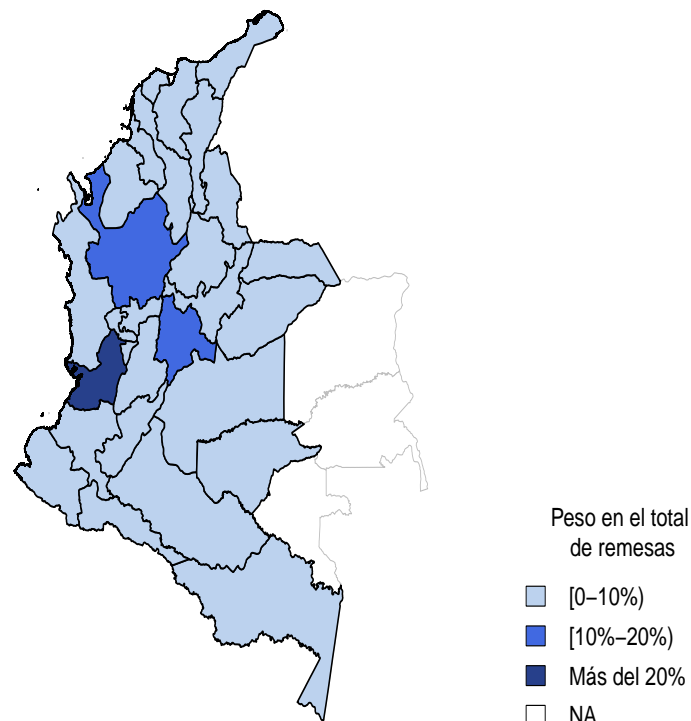 Peso en el total
de remesas
[0–10%)
[10%–20%)
Más del 20%
NA